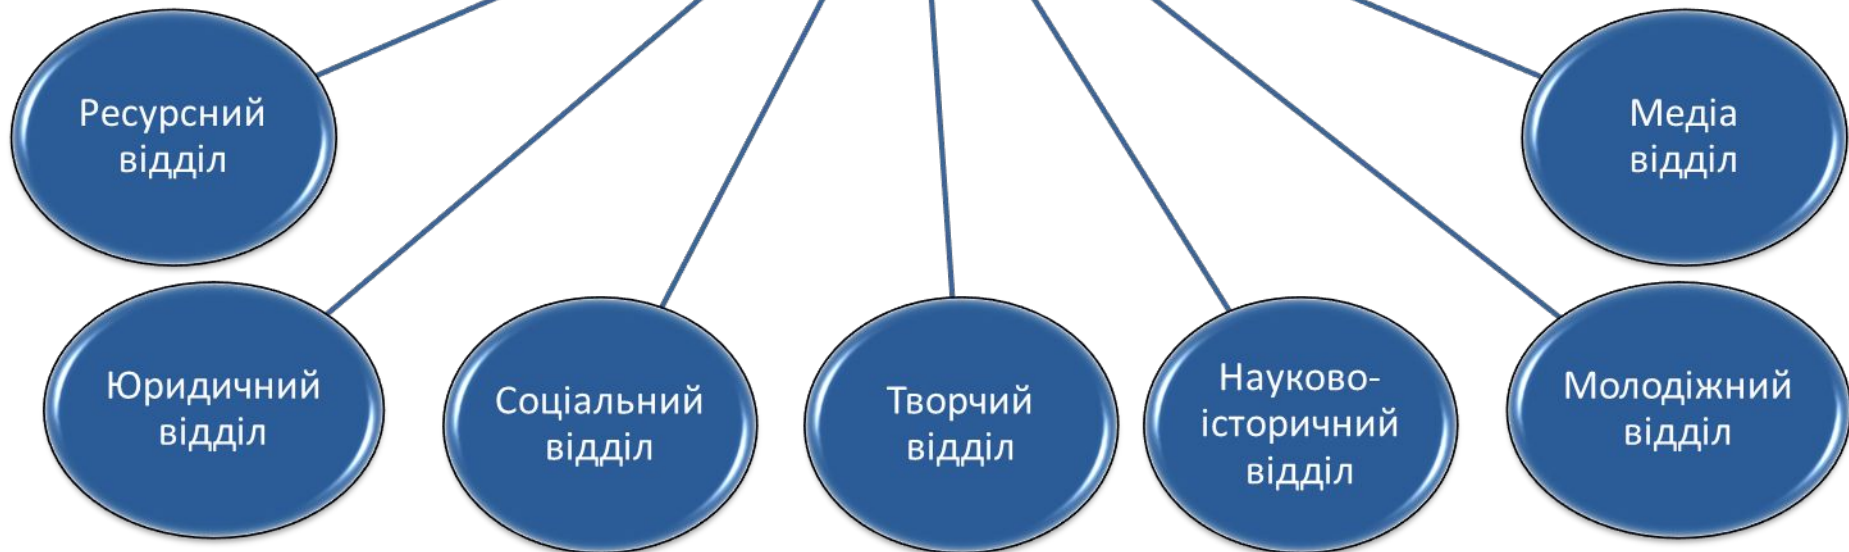 Ресурсний
відділ
Медіа
відділ
Юридичний
відділ
Соціальний
відділ
Творчий
відділ
Науково-
історичний
відділ
Молодіжний
відділ